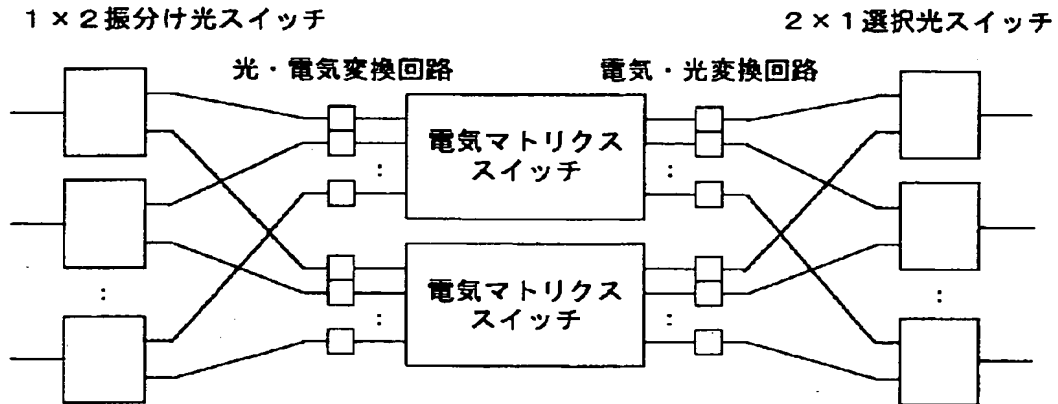 1×2振分け光スイッチ
2×1選択光スイッチ
光・電気変換回路
電気・光変換回路
電気マトリクス
スイッチ
電気マトリクス
スイッチ